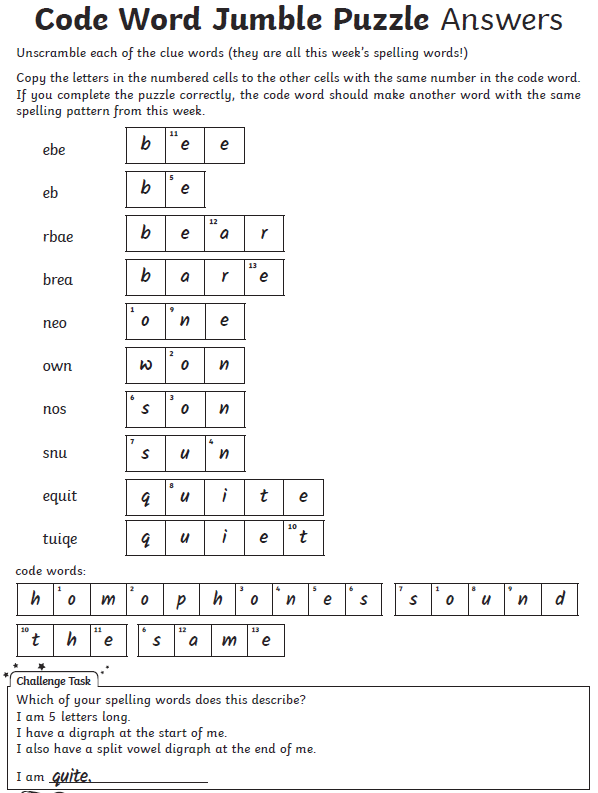 Code Word Jumble Puzzle Answers
Unscramble each of the clue words (they are all this week's spelling words!)
Copy the letters in the numbered cells to the other cells with the same number in the code word.
If you complete the puzzle correctly, the code word should make another word with the same
spelling pattern from this week.
ebe b 11 e e
eb b 5 e
rbae b e 12 a r
brea b a r 13 e
neo 1 o 9 n e
own w 2 o n
nos 6 s 3 o n
snu 7 s u 4 n
equit q 8 u i t e
tuiqe q u i e 10 t
code words:
h 1 o m 2 o p h 3 o 4 n 5 e 6 s 7 s 1 o 8 u 9 n d
10 t h 11 e 6 s 12 a m 13 e
Challenge Task
Which of your spelling words does this describe?
I am 5 letters long.
I have a digraph at the start of me.
I also have a split vowel digraph at the end of me.
I am quite.